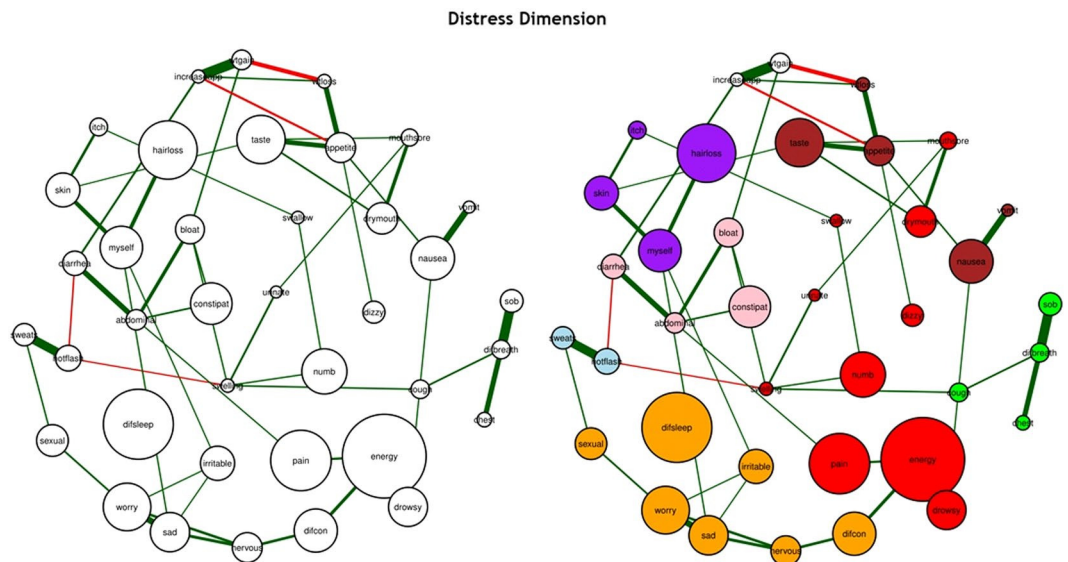 Distress Dimension
wtgain
increaseapp
wtloss
itch
hairloss
taste
appetite
mouthsore
skin
drymouth
vomit
swallow
bloat
myself
nausea
diarrhea
urinate
constipat
sob
abdominal
dizzy
sweats
difbreath
hotflash
numb
swelling
cough
chest
difsleep
sexual
irritable
pain
energy
worry
drowsy
sad
difcon
nervous
wtgain
increaseapp
wtloss
itch
hairloss
taste
appetite
mouthsore
skin
drymouth
vomit
swallow
bloat
myself
nausea
diarrhea
urinate
constipat
sob
abdominal
dizzy
sweats
difbreath
hotflash
numb
swelling
cough
chest
difsleep
sexual
irritable
pain
energy
worry
drowsy
sad
difcon
nervous